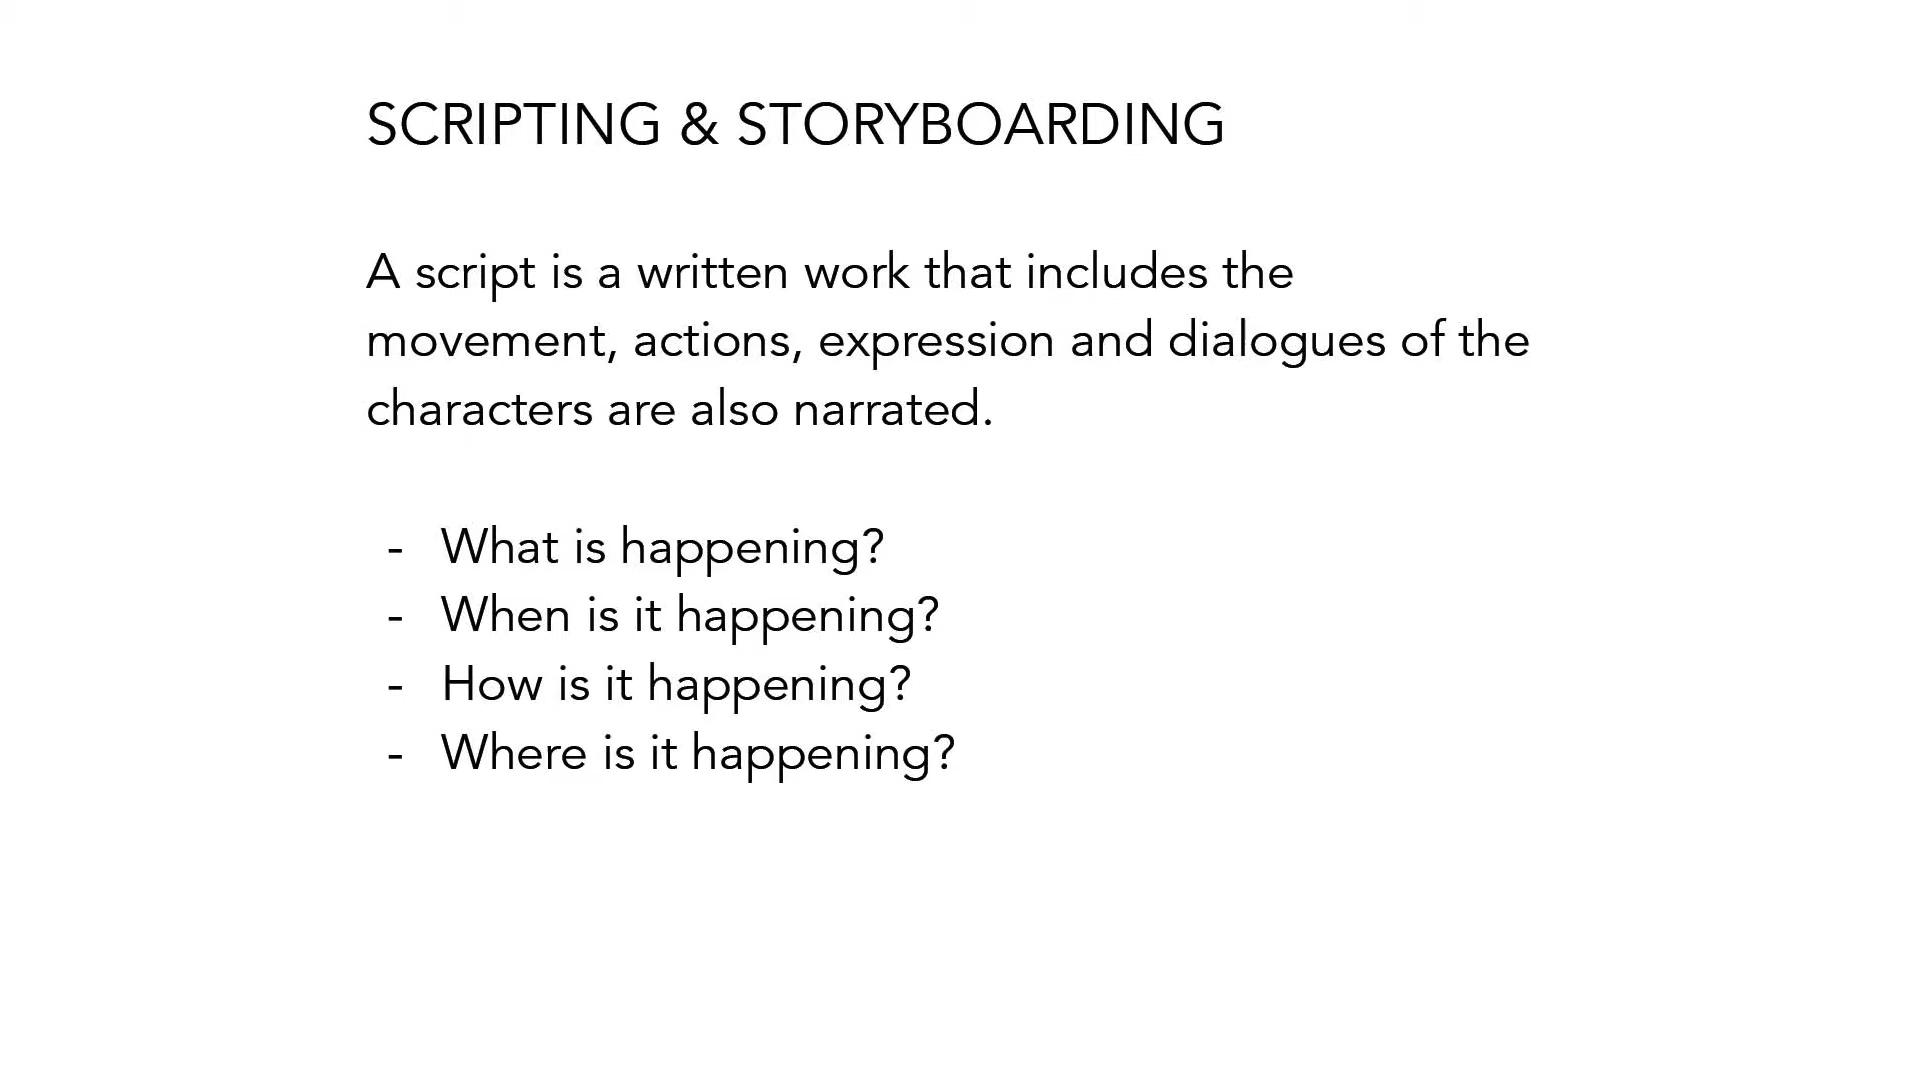 SCRIPTING & STORYBOARDING
A script is a written work that includes the
movement, actions, expression and dialogues of the
characters are also narrated.
- What is happening?
- When is it happening?
- How is it happening?
- Where is it happening?